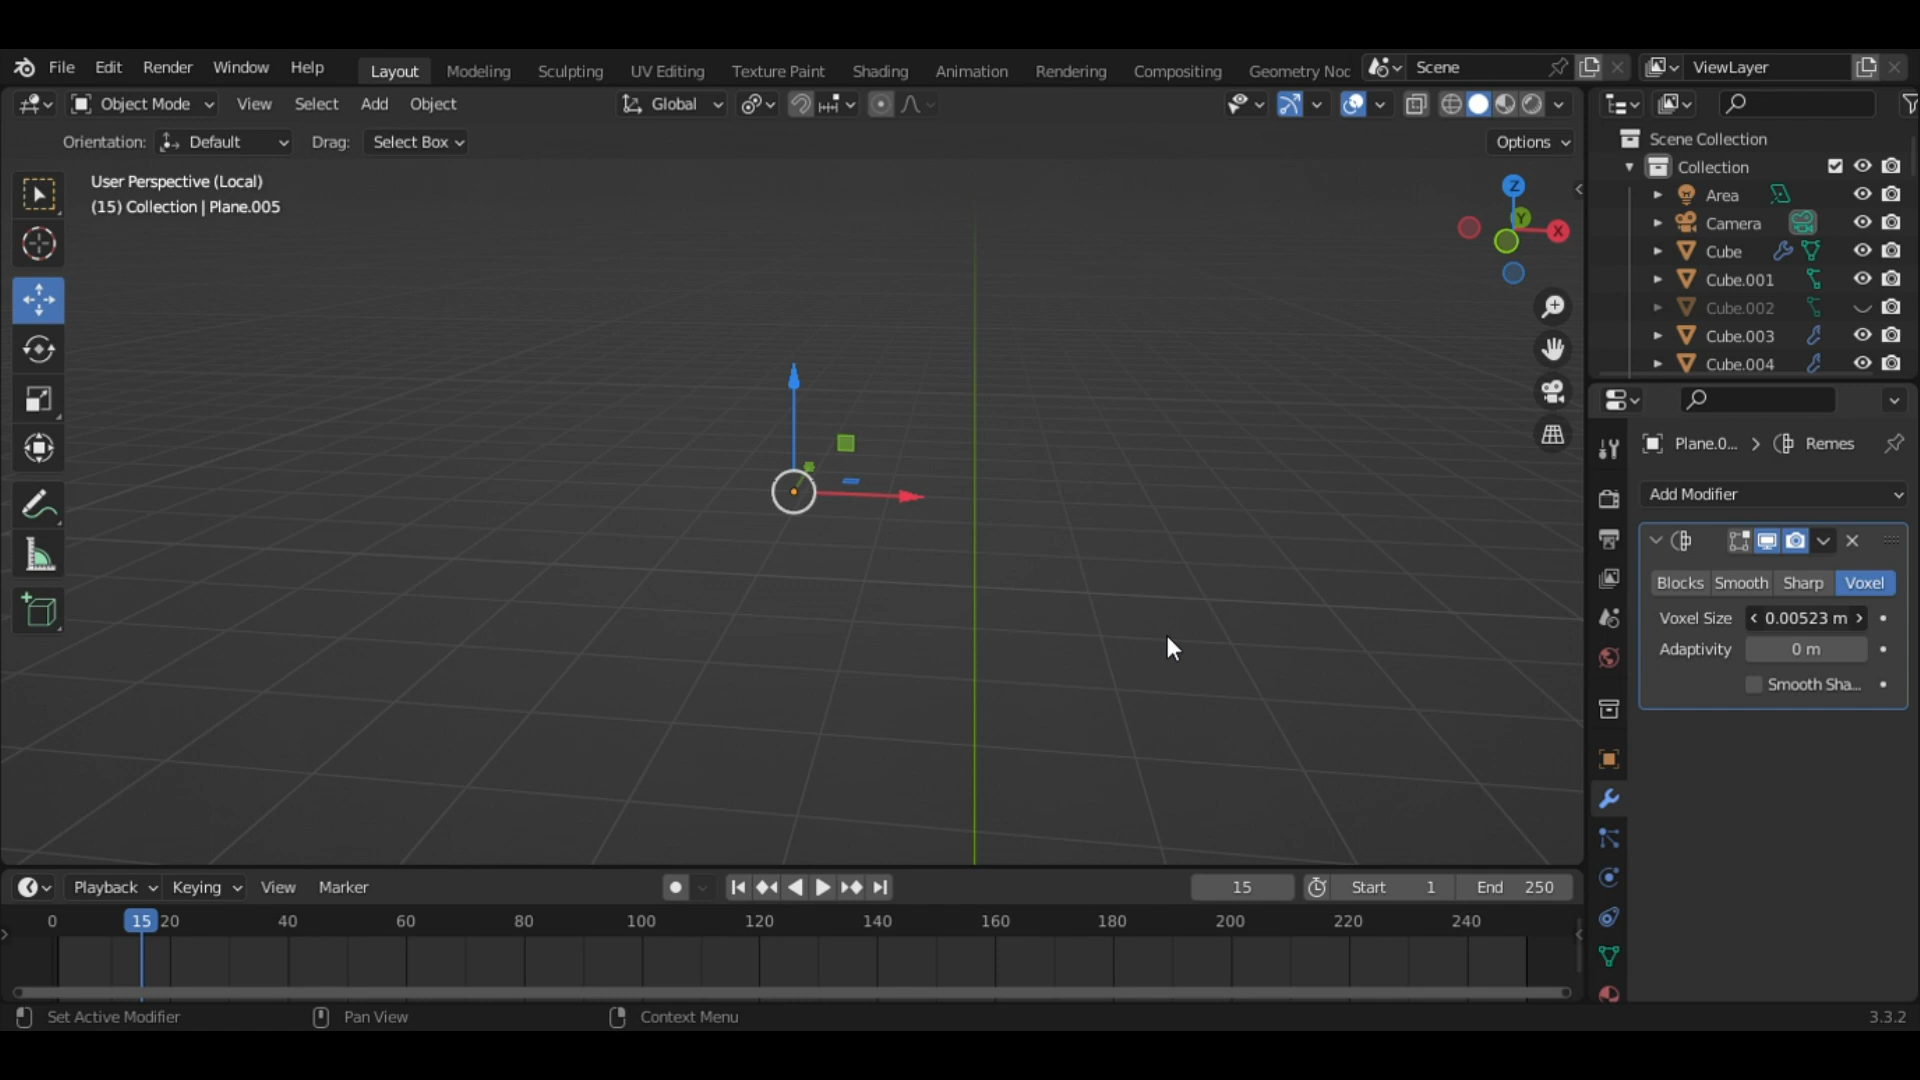 File Edit Render Window Help Layout Modeling Sculpting UV Editing Texture Paint Shading Animation Rendering Compositing Geometry Noc Scene ViewLayer
Object Mode View Select Add Object Global
Orientation: Default Drag: Select Box Options
User Perspective (Local)
(15) Collection | Plane.005
Z
Y
X
Scene Collection
Collection
Area
Camera
Cube
Cube.001
Cube.002
Cube.003
Cube.004
Plane.0... > Remes
Add Modifier
Blocks Smooth Sharp Voxel
Voxel Size < 0.00523 m >
Adaptivity 0 m
Smooth Sha...
Playback Keying View Marker 15 Start 1 End 250
0 15 20 40 60 80 100 120 140 160 180 200 220 240
Set Active Modifier Pan View Context Menu 3.3.2